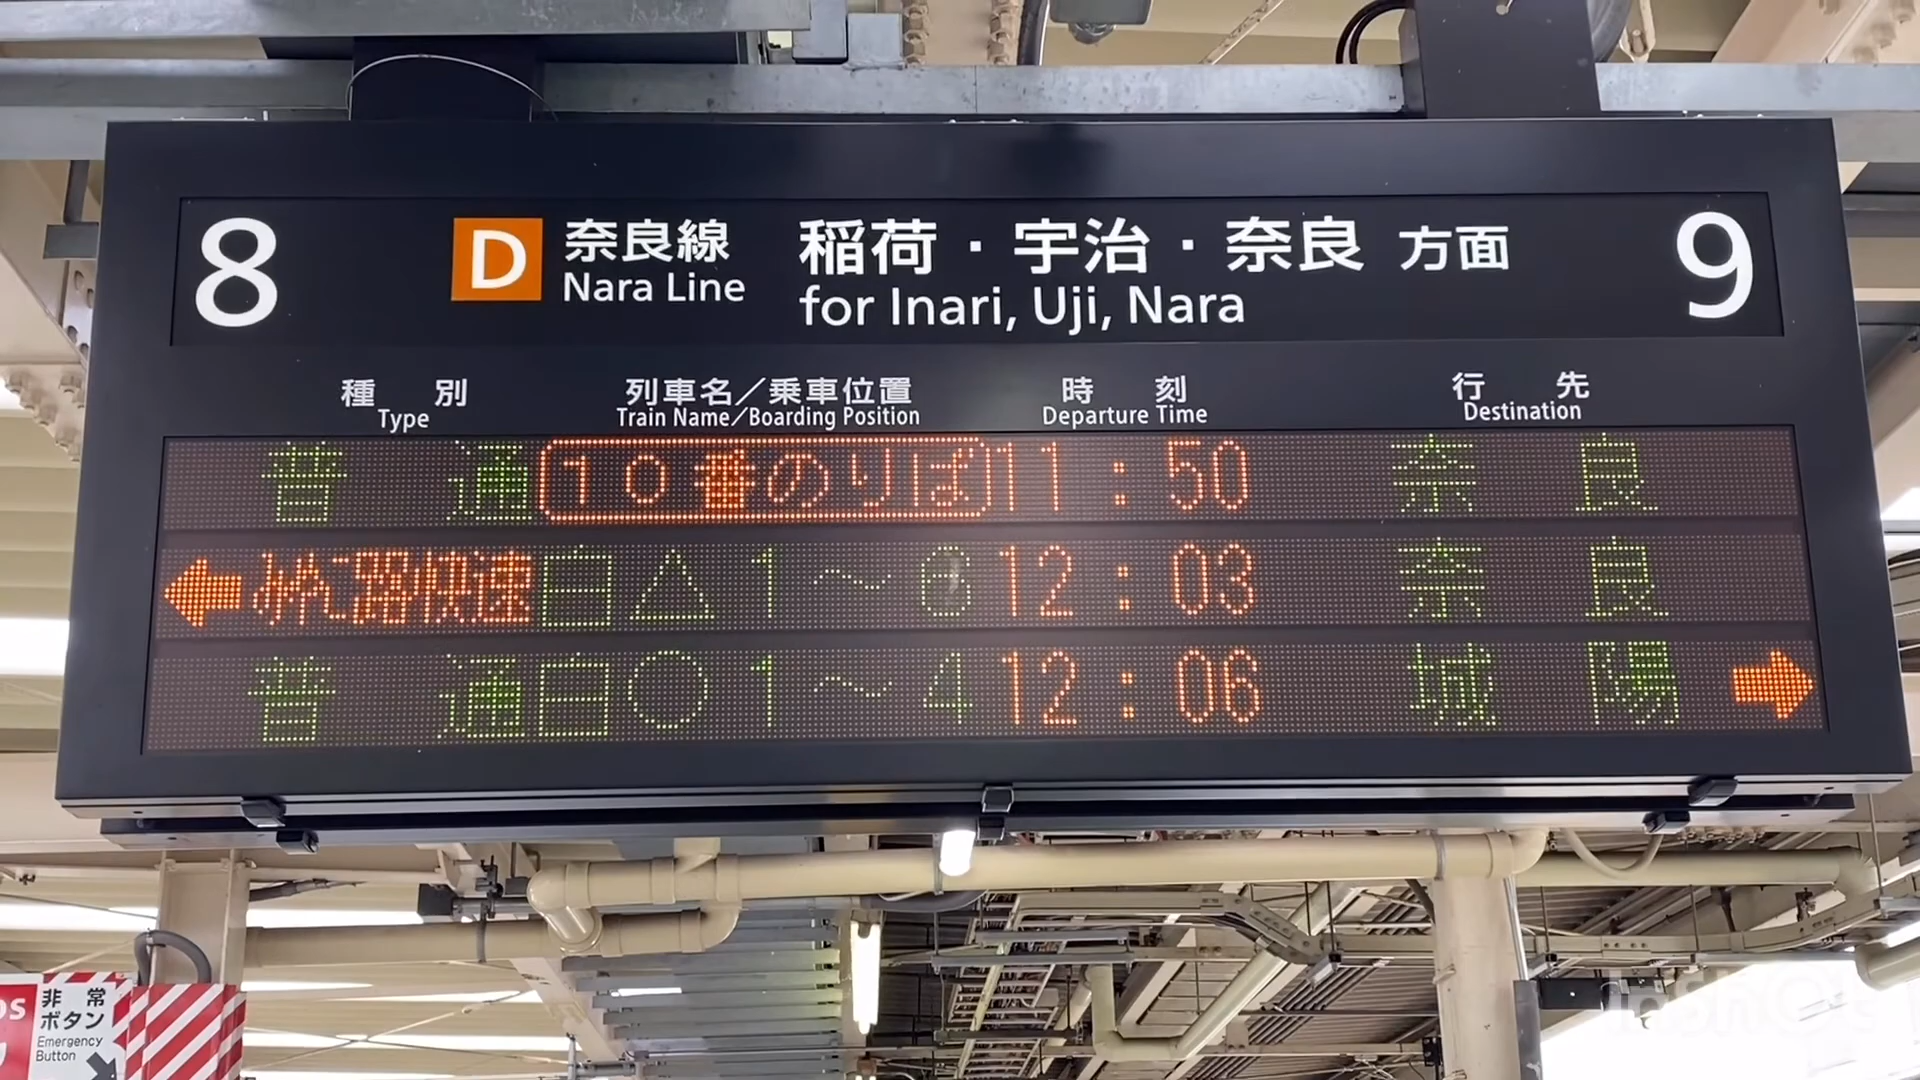 8 D 奈良線 稲荷・宇治・奈良 方面 9
Nara Line for Inari, Uji, Nara
種別 列車名/乗車位置 時刻 行先
Type Train Name/Boarding Position Departure Time Destination
普通 10番のりば 11:50 奈良
← みやこ路快速 白△1〜6 12:03 奈良
普通 白○1〜4 12:06 城陽 →
非常
ボタン
Emergency
Button
InShot